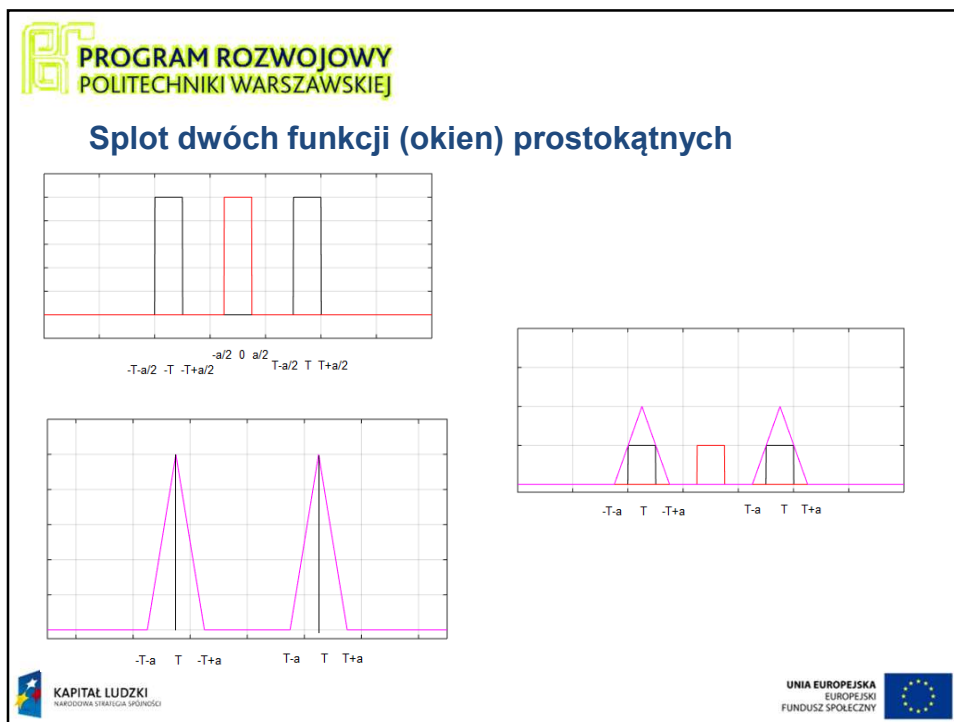 PROGRAM ROZWOJOWY
POLITECHNIKI WARSZAWSKIEJ
Splot dwóch funkcji (okien) prostokątnych
-a/2 0 a/2
-T-a/2 -T -T+a/2
T-a/2 T T+a/2
-T-a T -T+a
T-a T T+a
-T-a T -T+a
T-a T T+a
KAPITAŁ LUDZKI
NARODOWA STRATEGIA SPÓJNOŚCI
UNIA EUROPEJSKA
EUROPEJSKI
FUNDUSZ SPOŁECZNY